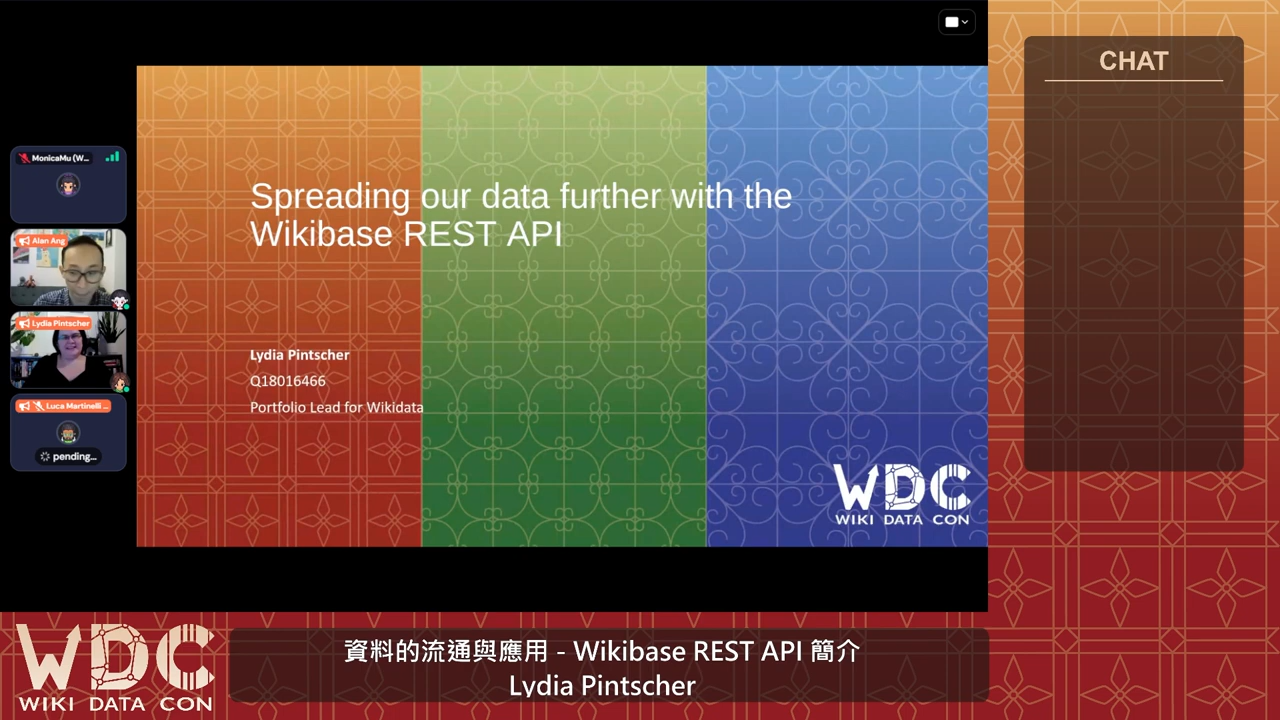 CHAT
MonicaMu (W...
Alan Ang
Lydia Pintscher
Luca Martinelli ...
pending...
Spreading our data further with the
Wikibase REST API
Lydia Pintscher
Q18016466
Portfolio Lead for Wikidata
WDC
WIKI DATA CON
WDC
WIKI DATA CON
資料的流通與應用 - Wikibase REST API 簡介
Lydia Pintscher